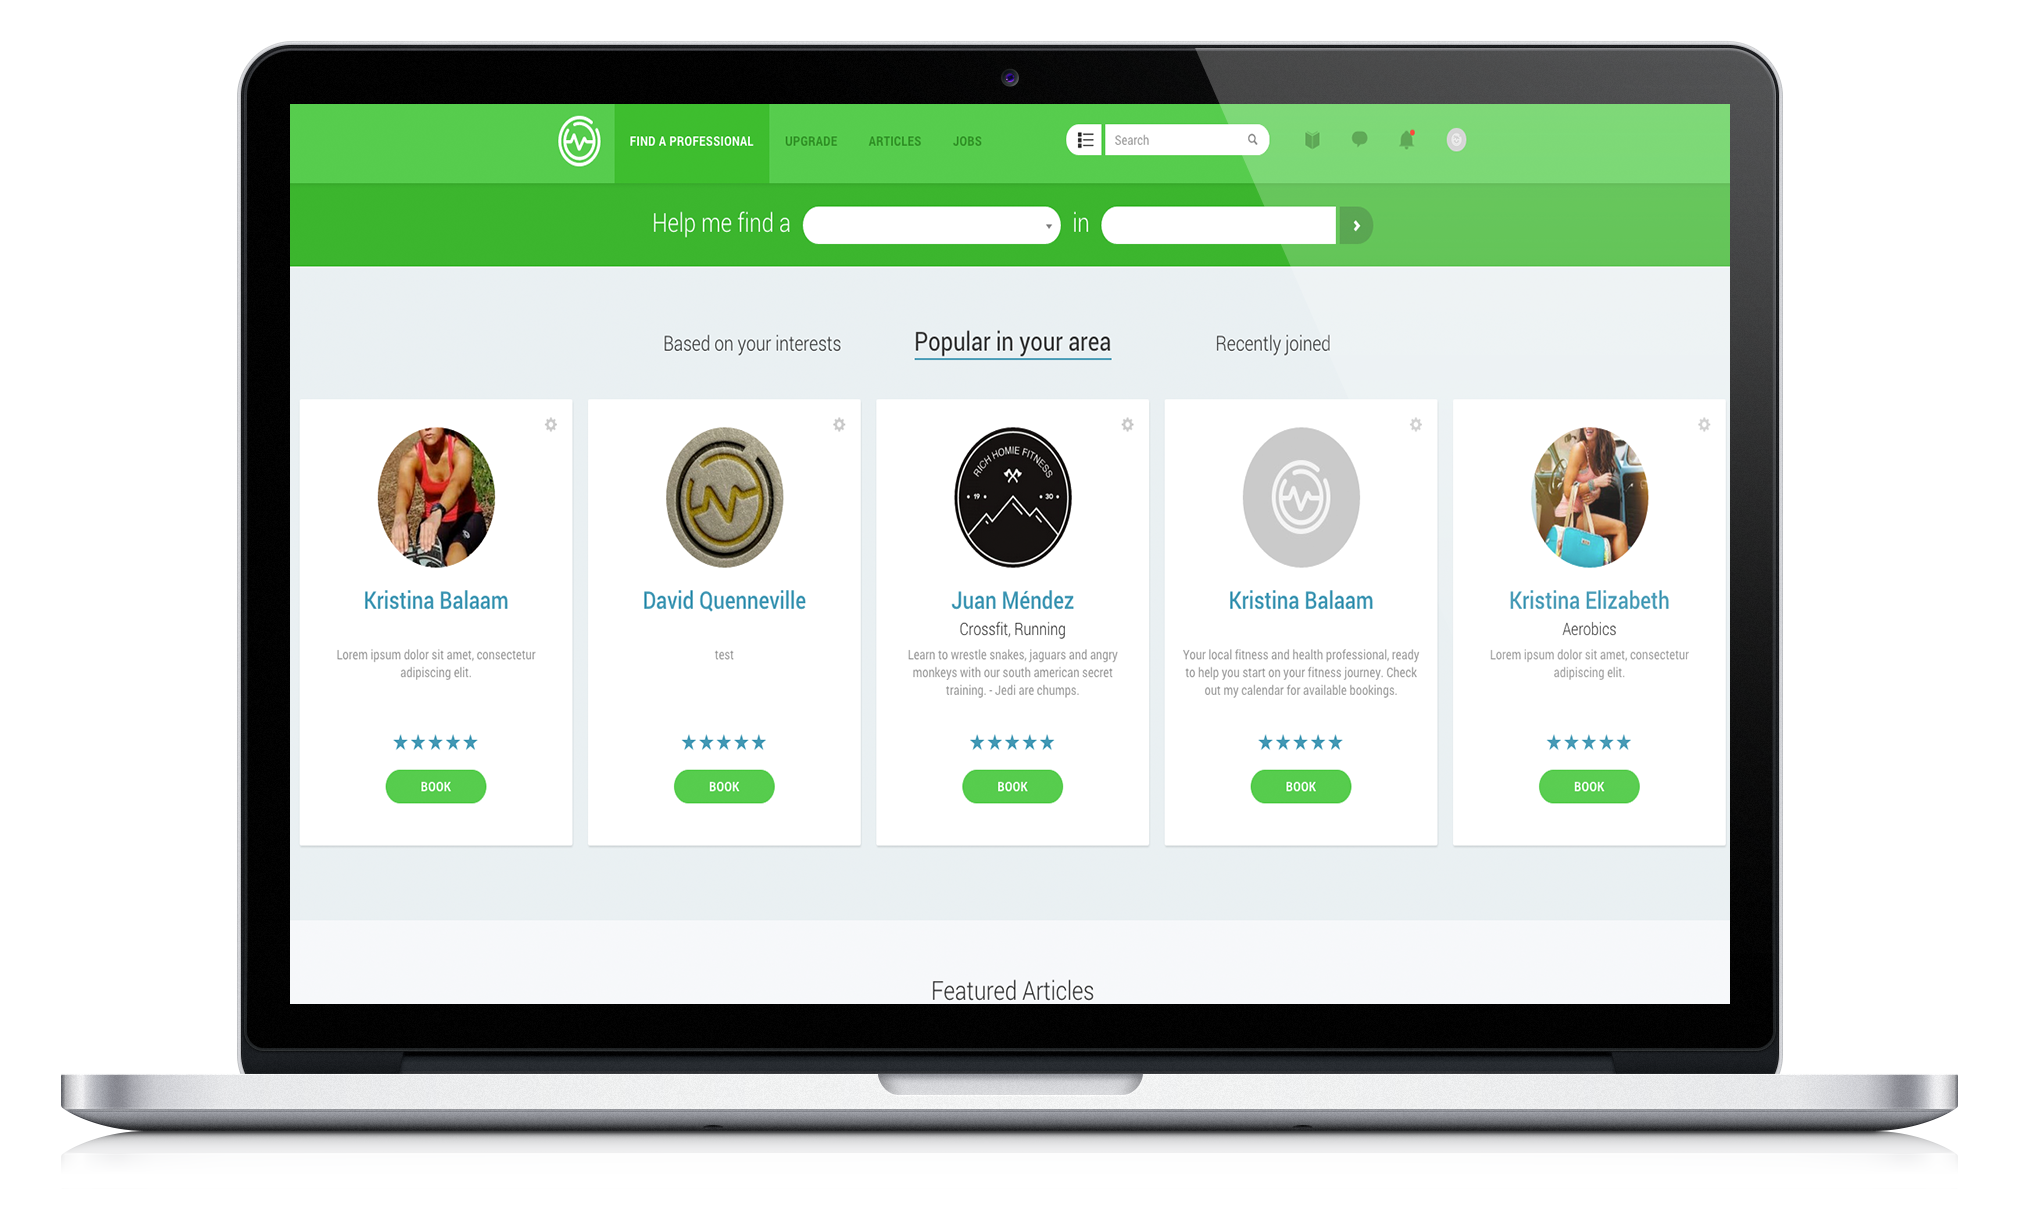 FIND A PROFESSIONAL UPGRADE ARTICLES JOBS Search
Help me find a in
Based on your interests Popular in your area Recently joined
Kristina Balaam
Lorem ipsum dolor sit amet, consectetur
adipiscing elit.
BOOK
David Quenneville
test
BOOK
RICH HOMIE FITNESS
19 30
Juan Méndez
Crossfit, Running
Learn to wrestle snakes, jaguars and angry
monkeys with our south american secret
training. - Jedi are chumps.
BOOK
Kristina Balaam
Your local fitness and health professional, ready
to help you start on your fitness journey. Check
out my calendar for available bookings.
BOOK
Kristina Elizabeth
Aerobics
Lorem ipsum dolor sit amet, consectetur
adipiscing elit.
BOOK
Featured Articles